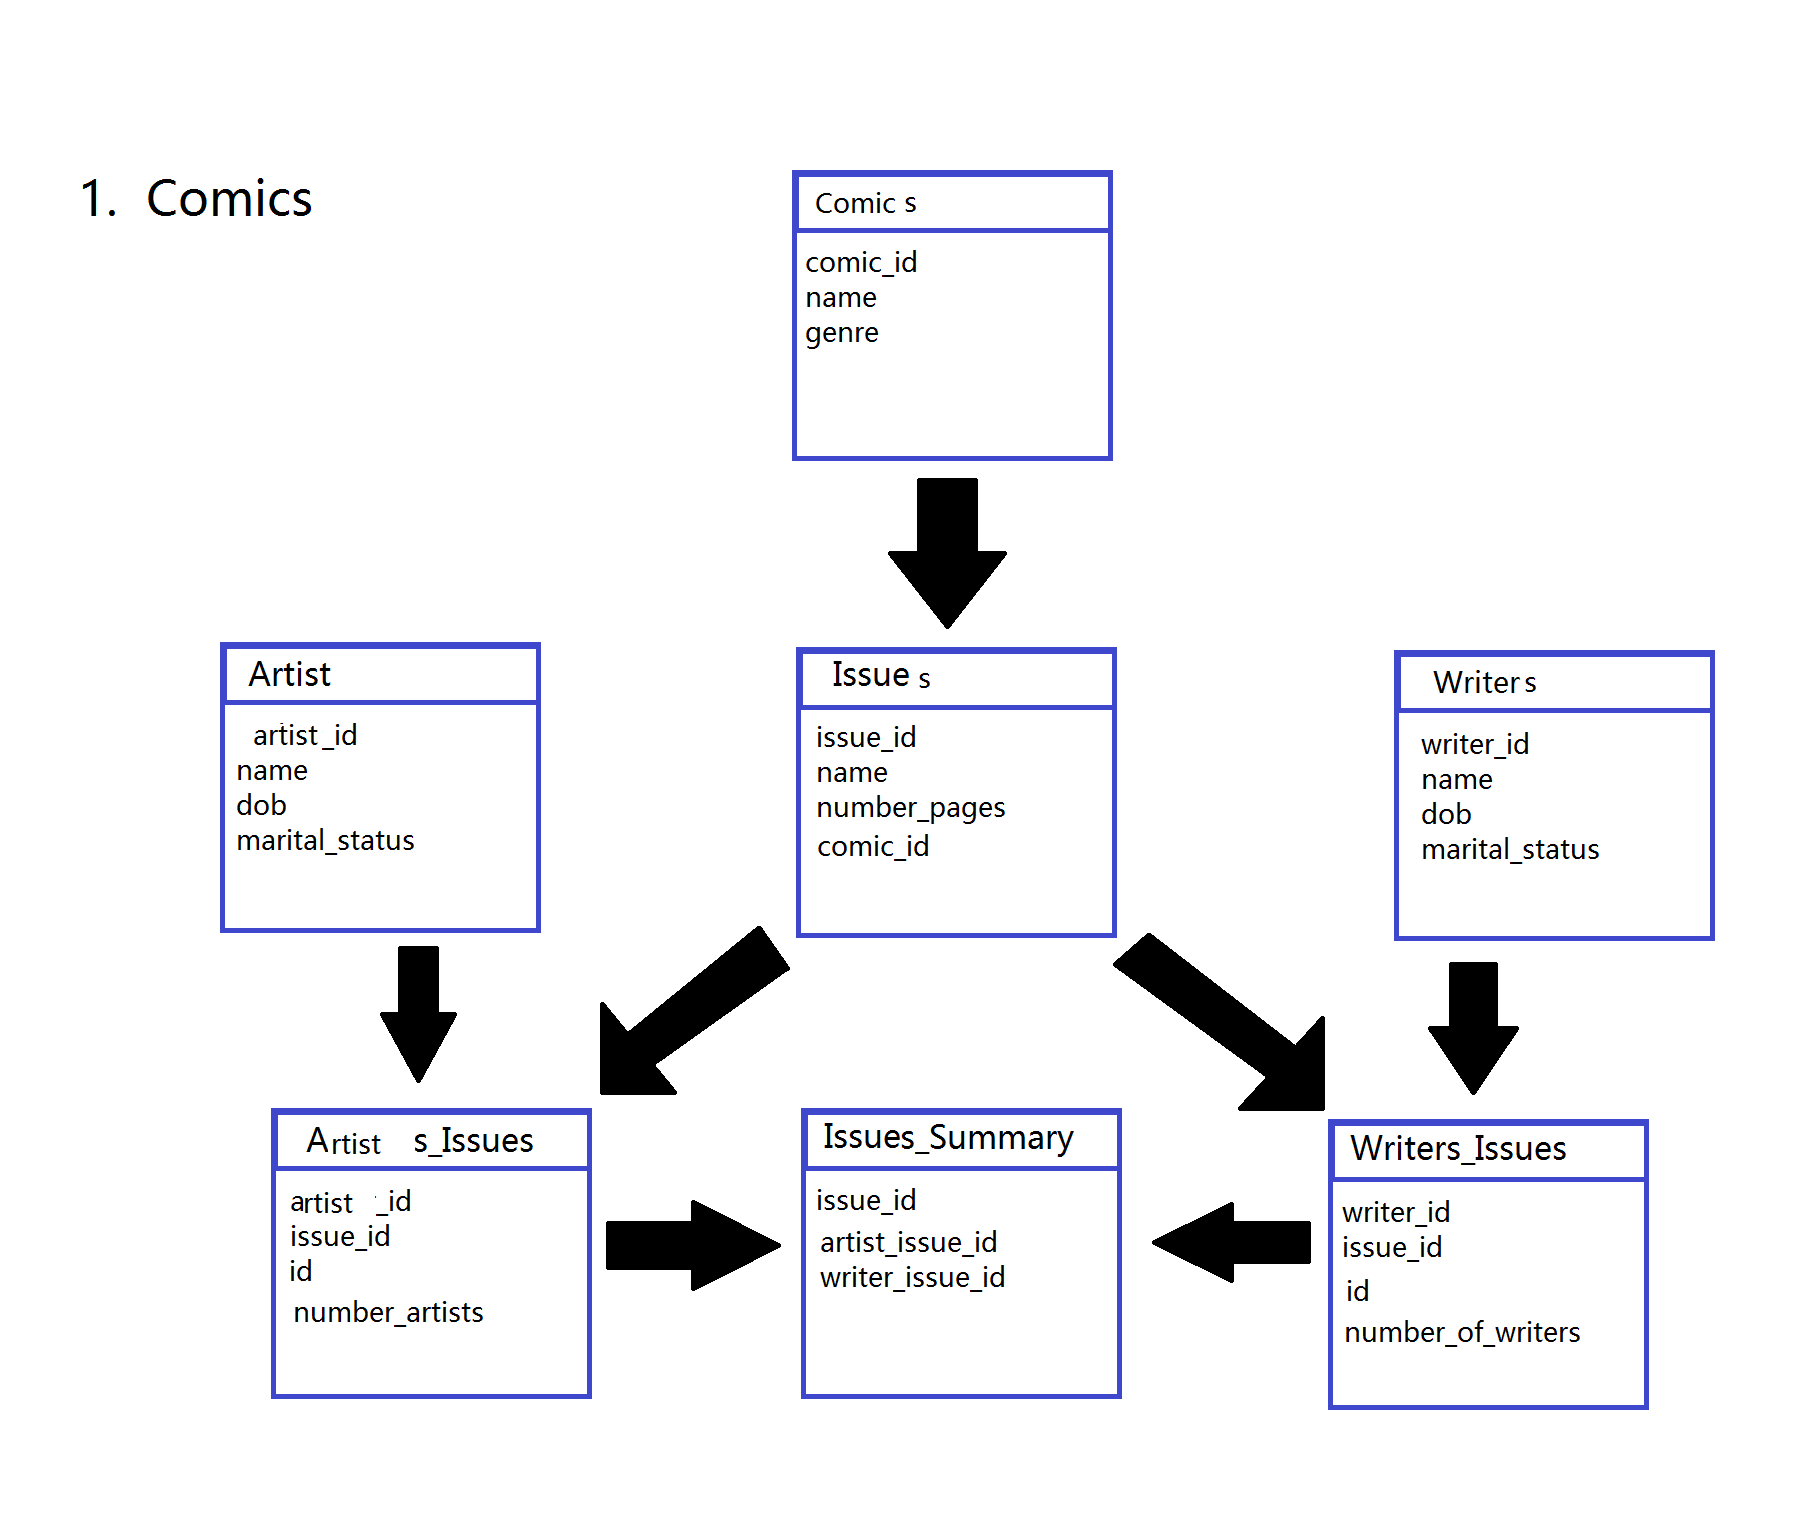 1. Comics
Comic s
comic_id
name
genre
Artist
artist_id
name
dob
marital_status
Issue s
issue_id
name
number_pages
comic_id
Writers
writer_id
name
dob
marital_status
Artist s_Issues
artist _id
issue_id
id
number_artists
Issues_Summary
issue_id
artist_issue_id
writer_issue_id
Writers_Issues
writer_id
issue_id
id
number_of_writers